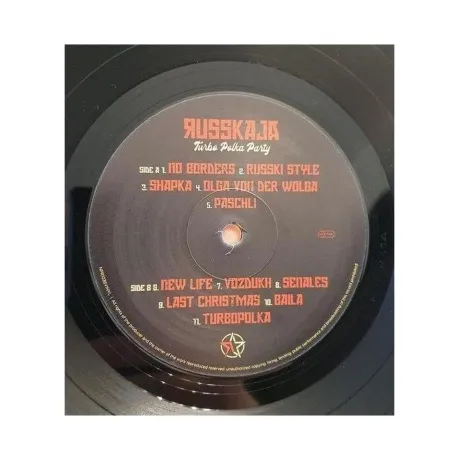 ЯUSSKAJA
Turbo Polka Party
SIDE A 1. NO BORDERS 2. RUSSKI STYLE
3. SHAPKA 4. OLGA VON DER WOLGA
5. PASCHLI
SIDE B 6. NEW LIFE 7. VOZDUKH 8. SENALES
9. LAST CHRISTMAS 10. BAILA
11. TURBOPOLKA